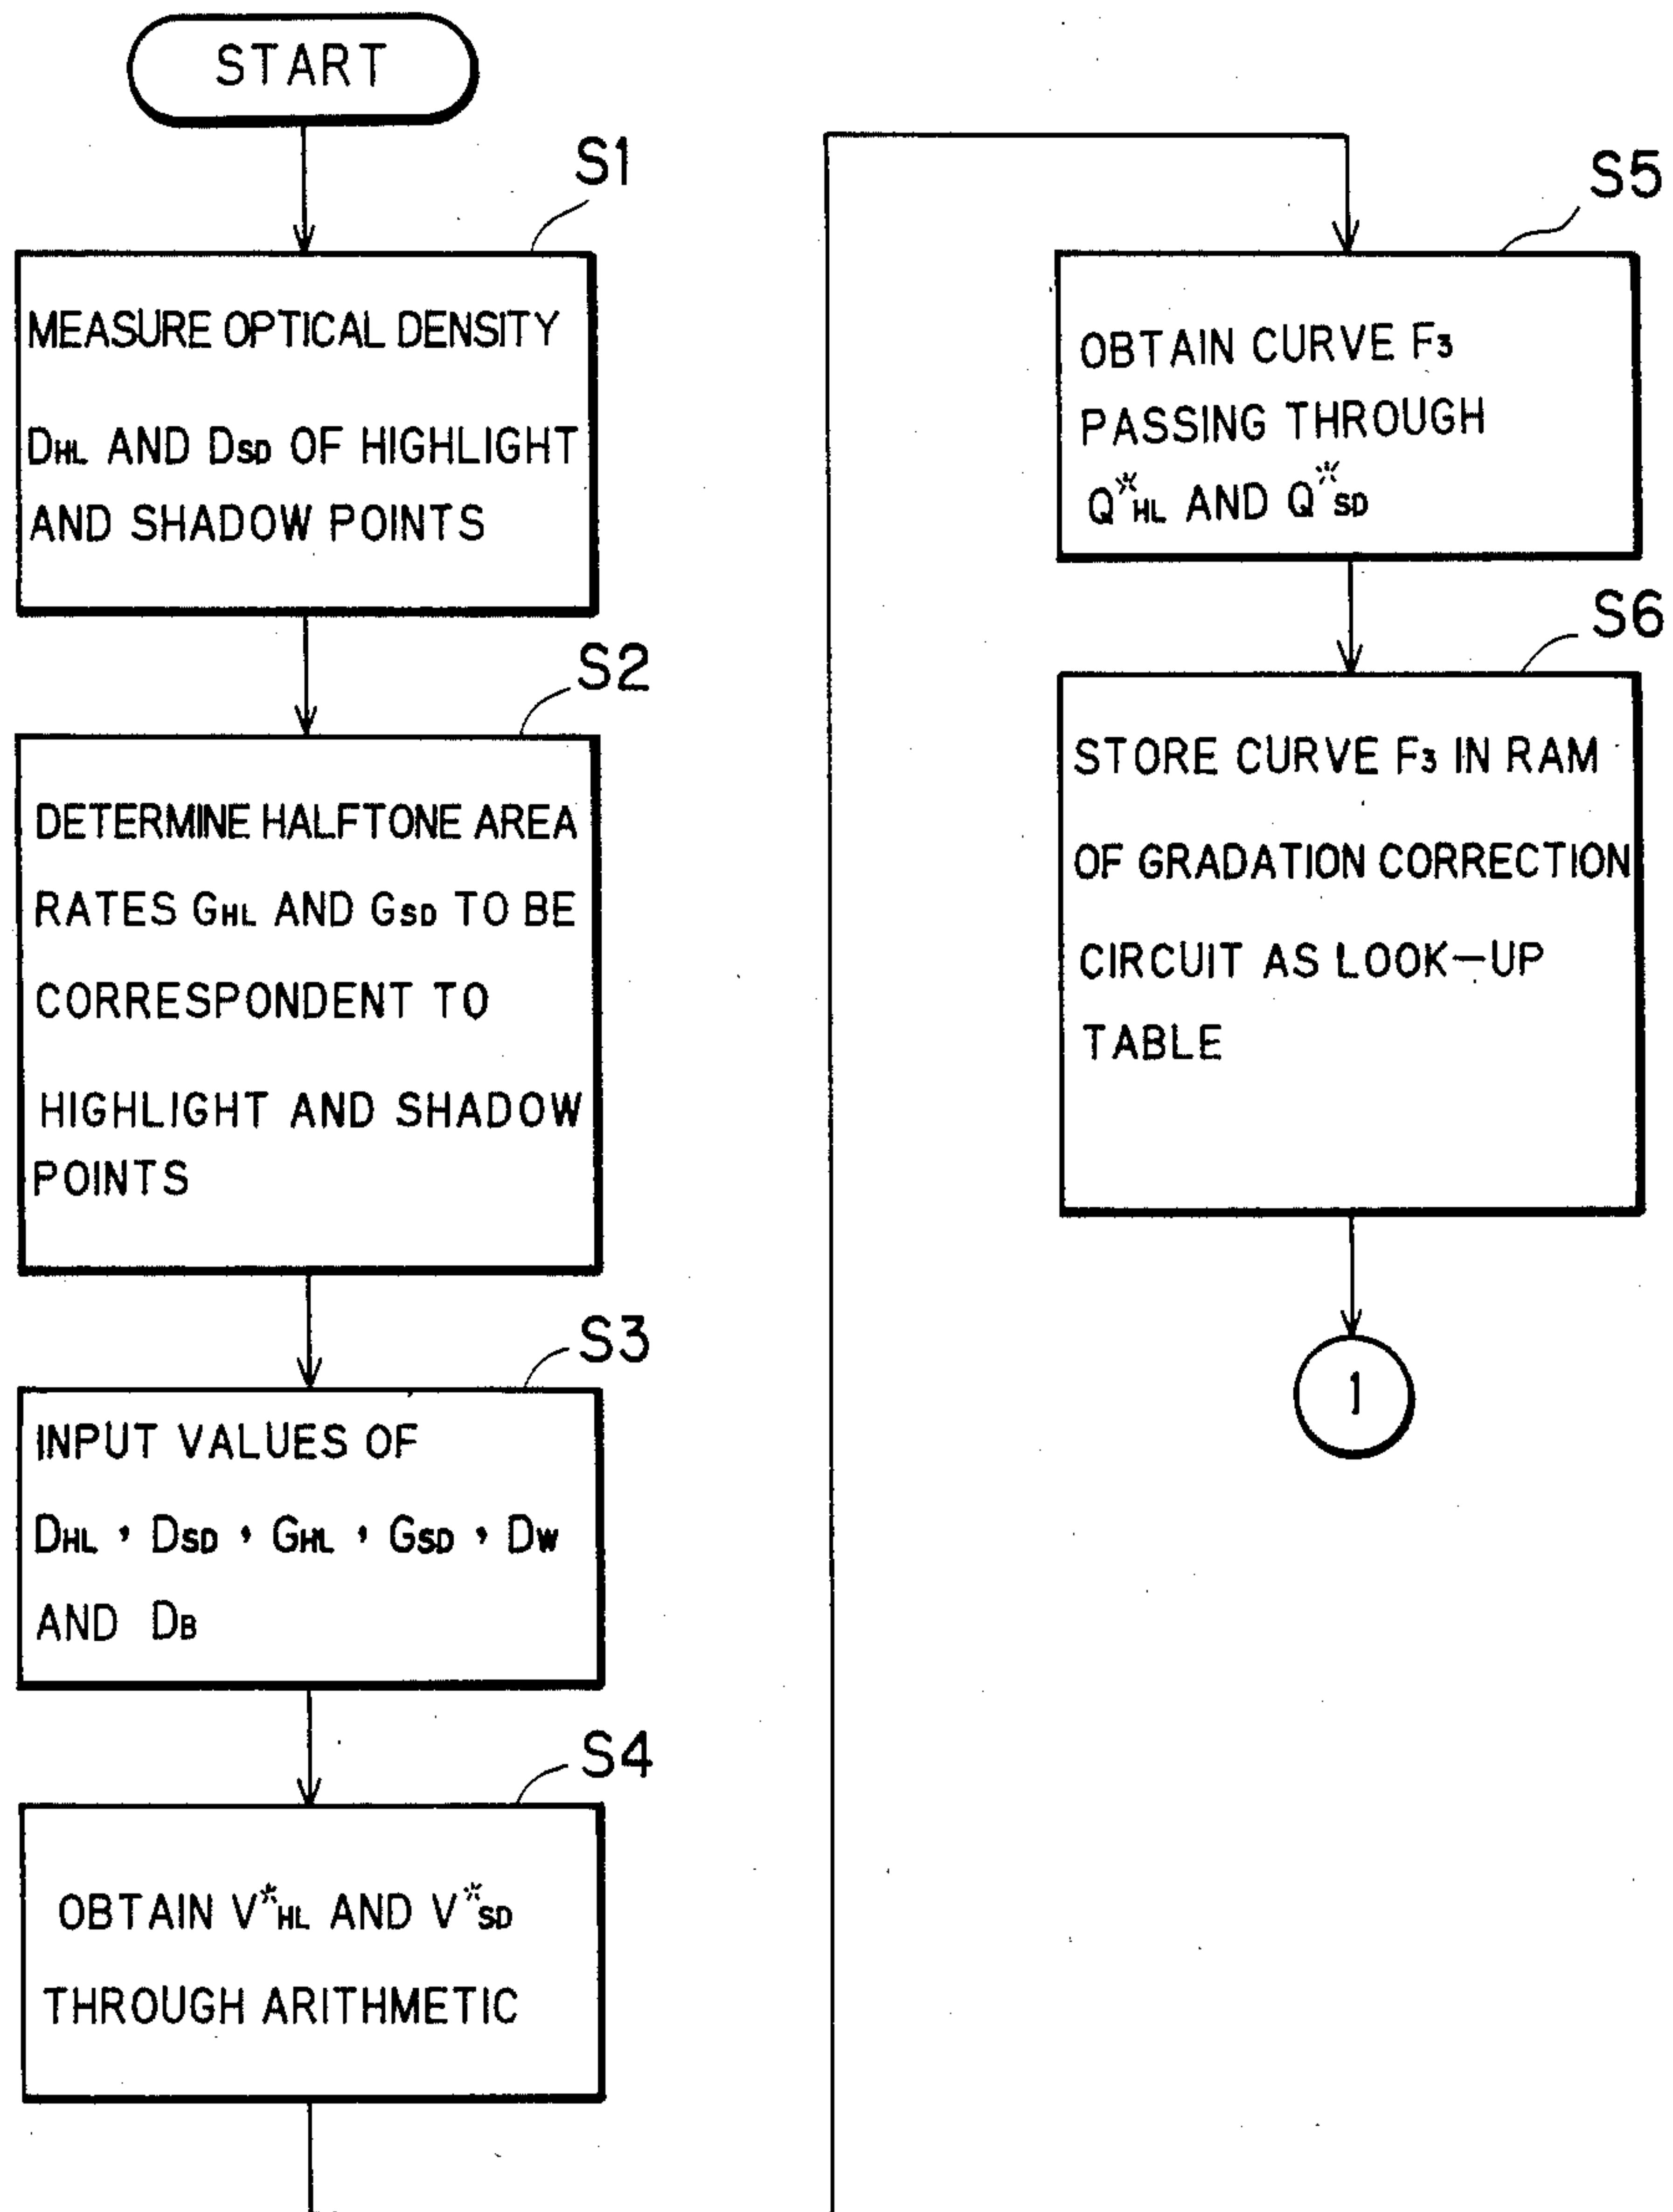 START
S1
MEASURE OPTICAL DENSITY
DHL AND DSD OF HIGHLIGHT
AND SHADOW POINTS
S2
DETERMINE HALFTONE AREA
RATES GHL AND GSD TO BE
CORRESPONDENT TO
HIGHLIGHT AND SHADOW
POINTS
S3
INPUT VALUES OF
DHL, DSD, GHL, GSD, DW
AND DB
S4
OBTAIN V*HL AND V*SD
THROUGH ARITHMETIC
S5
OBTAIN CURVE F3
PASSING THROUGH
Q*HL AND Q*SD
S6
STORE CURVE F3 IN RAM
OF GRADATION CORRECTION
CIRCUIT AS LOOK-UP
TABLE
1